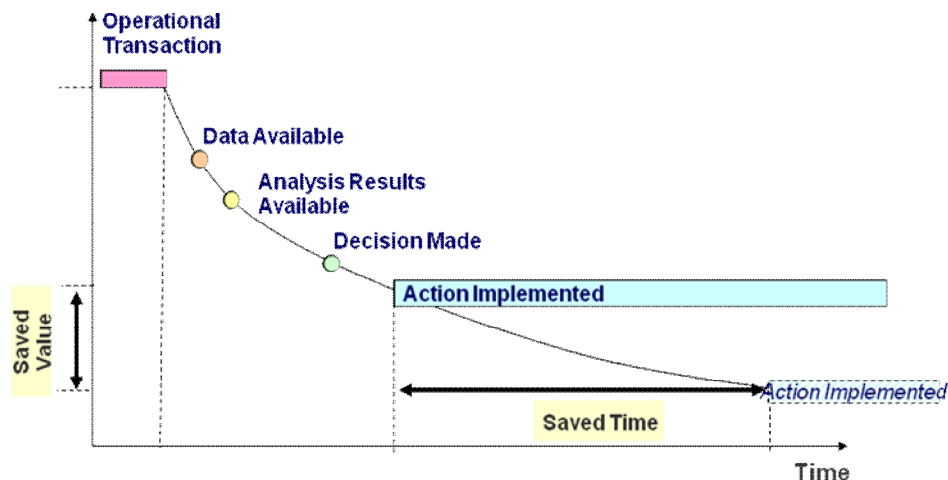 Operational
Transaction
Data Available
Analysis Results
Available
Decision Made
Action Implemented
Saved
Value
Action Implemented
Saved Time
Time